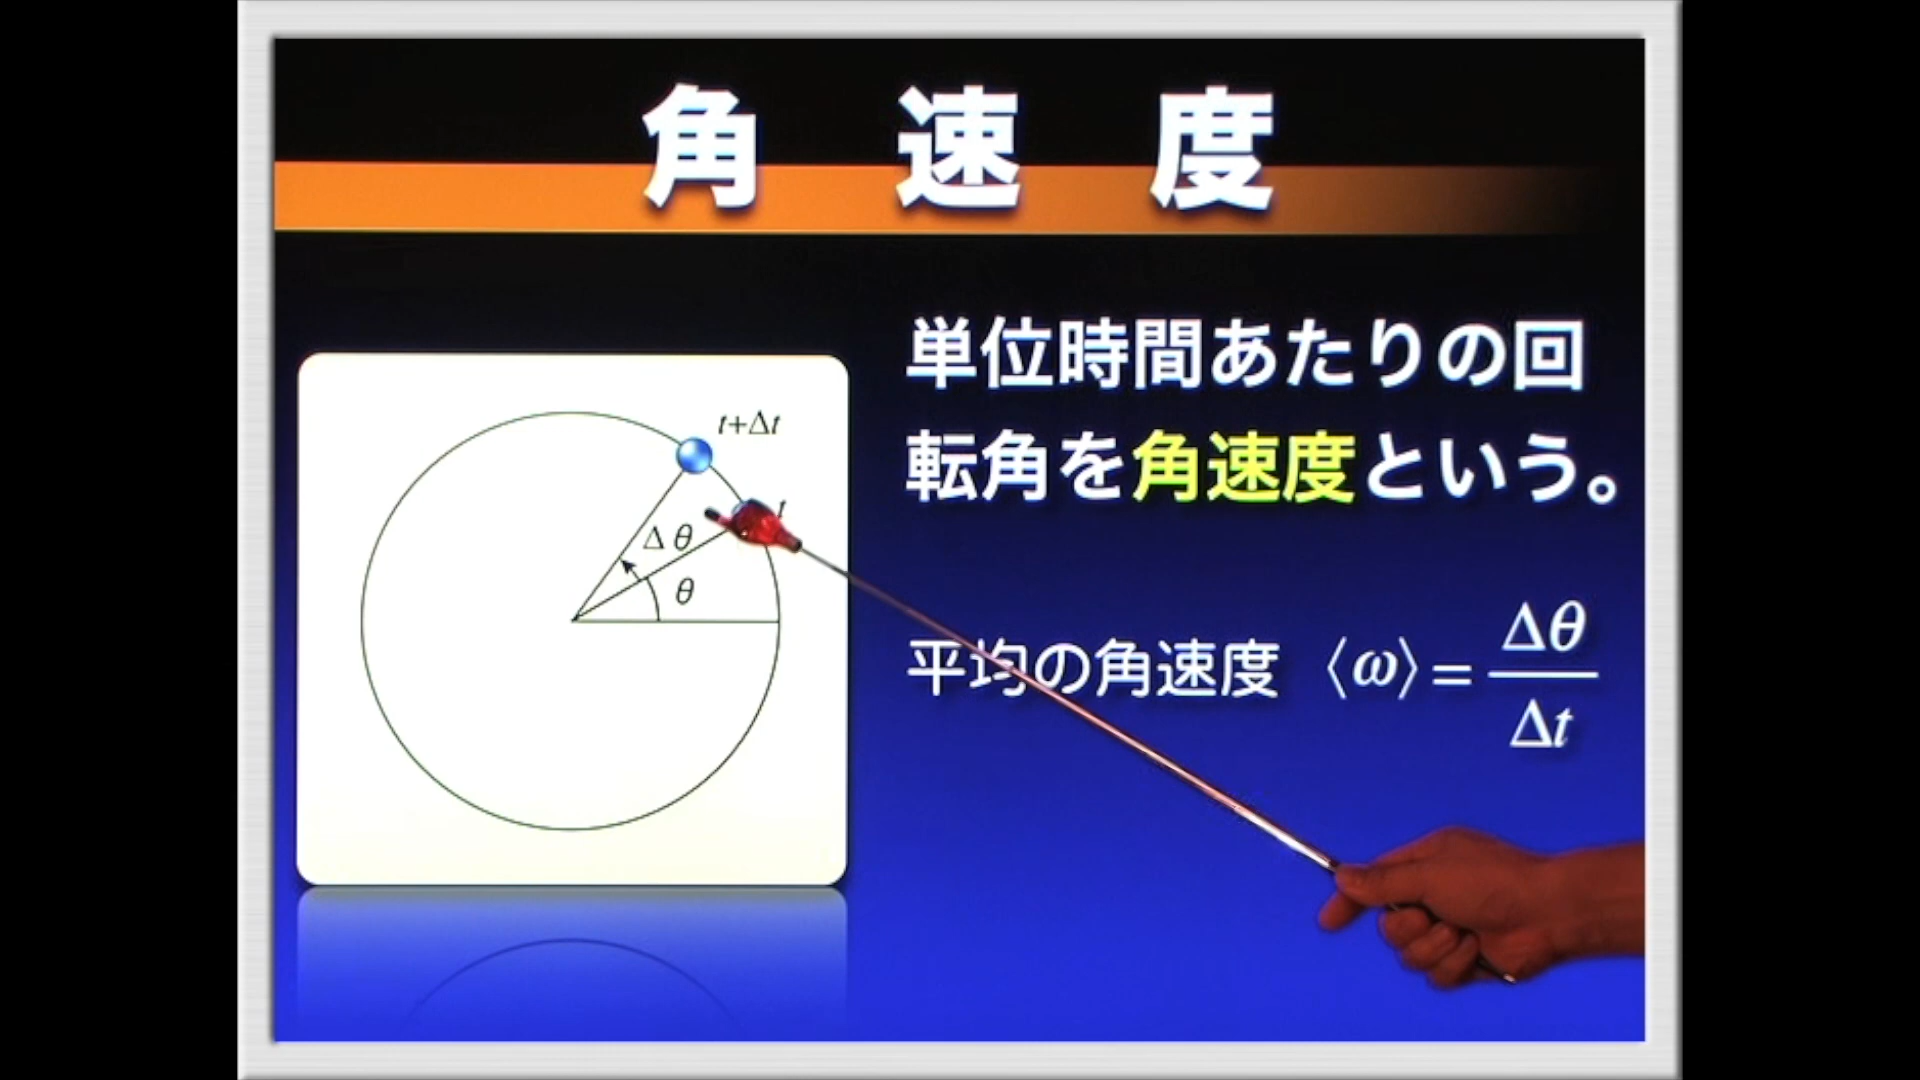 角 速 度
単位時間あたりの回
転角を角速度という。
t+Δt
t
Δθ
θ
平均の角速度 ⟨ω⟩ = Δθ/Δt